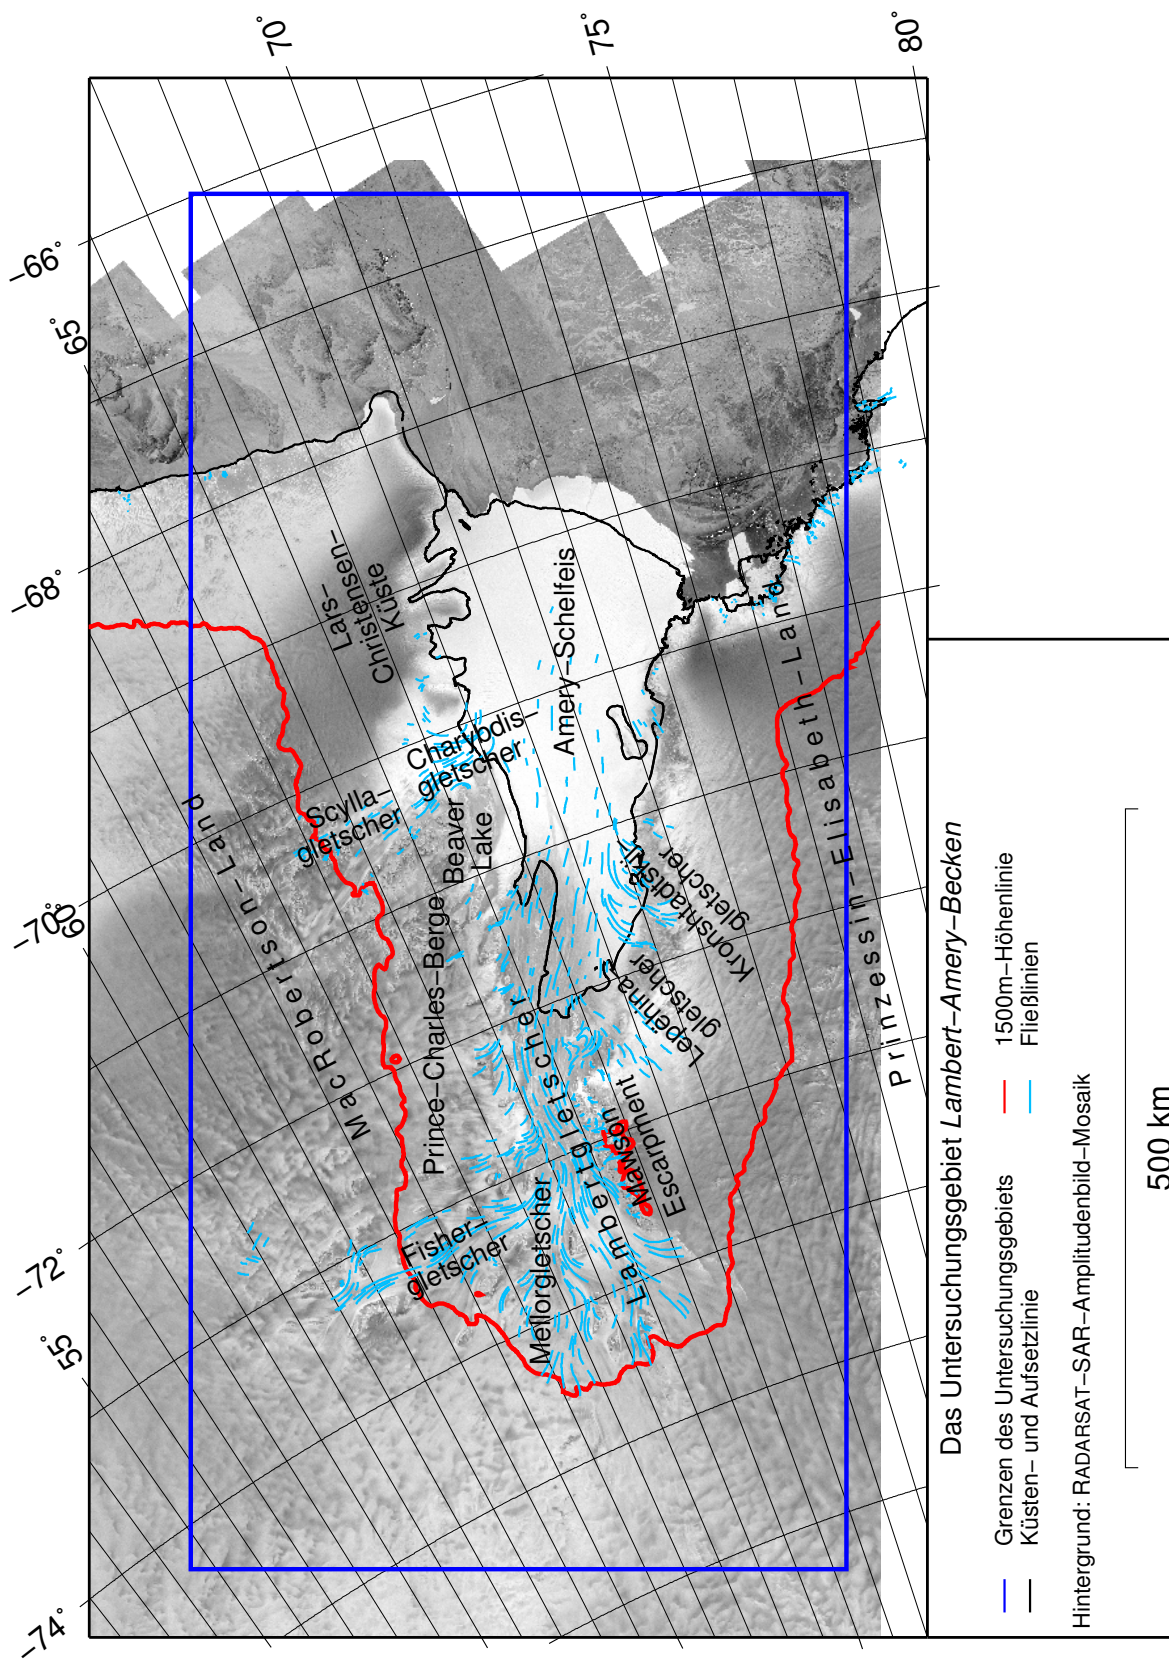 70°
75°
80°
−66°
65°
−68°
−70°
60°
−72°
55°
−74°
Lars−
Christensen−
Küste
Amery−Schelfeis
Charybdis−
gletscher
Scylla−
gletscher
Beaver
Lake
MacRobertson−Land
Prince−Charles−Berge
Fisher−
gletscher
Mellorgletscher
Lambertgletscher
Mawson
Escarpment
Lepehina
gletscher
Kronshtadtskij
gletscher
Prinzessin−Elisabeth−Land
Das Untersuchungsgebiet Lambert−Amery−Becken
Grenzen des Untersuchungsgebiets
Küsten− und Aufsetzlinie
1500m−Höhenlinie
Fließlinien
Hintergrund: RADARSAT−SAR−Amplitudenbild−Mosaik
500 km